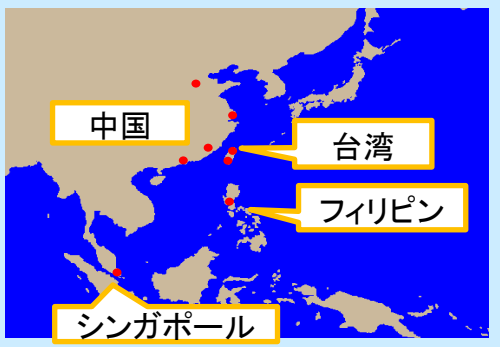 中国
台湾
フィリピン
シンガポール